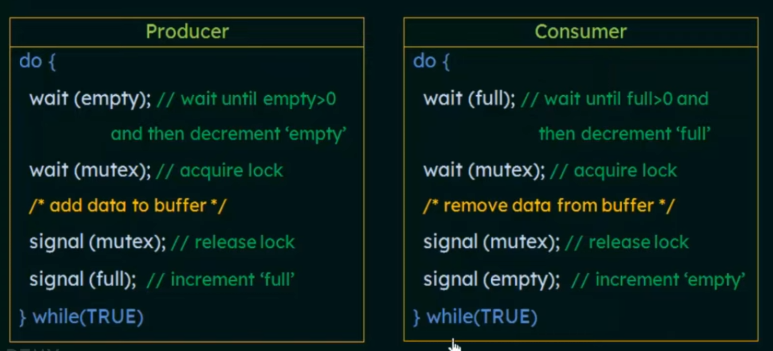 Producer
do {
wait (empty); // wait until empty>0
and then decrement ‘empty’
wait (mutex); // acquire lock
/* add data to buffer */
signal (mutex); // release lock
signal (full); // increment ‘full’
} while(TRUE)
Consumer
do {
wait (full); // wait until full>0 and
then decrement ‘full’
wait (mutex); // acquire lock
/* remove data from buffer */
signal (mutex); // release lock
signal (empty); // increment ‘empty’
} while(TRUE)